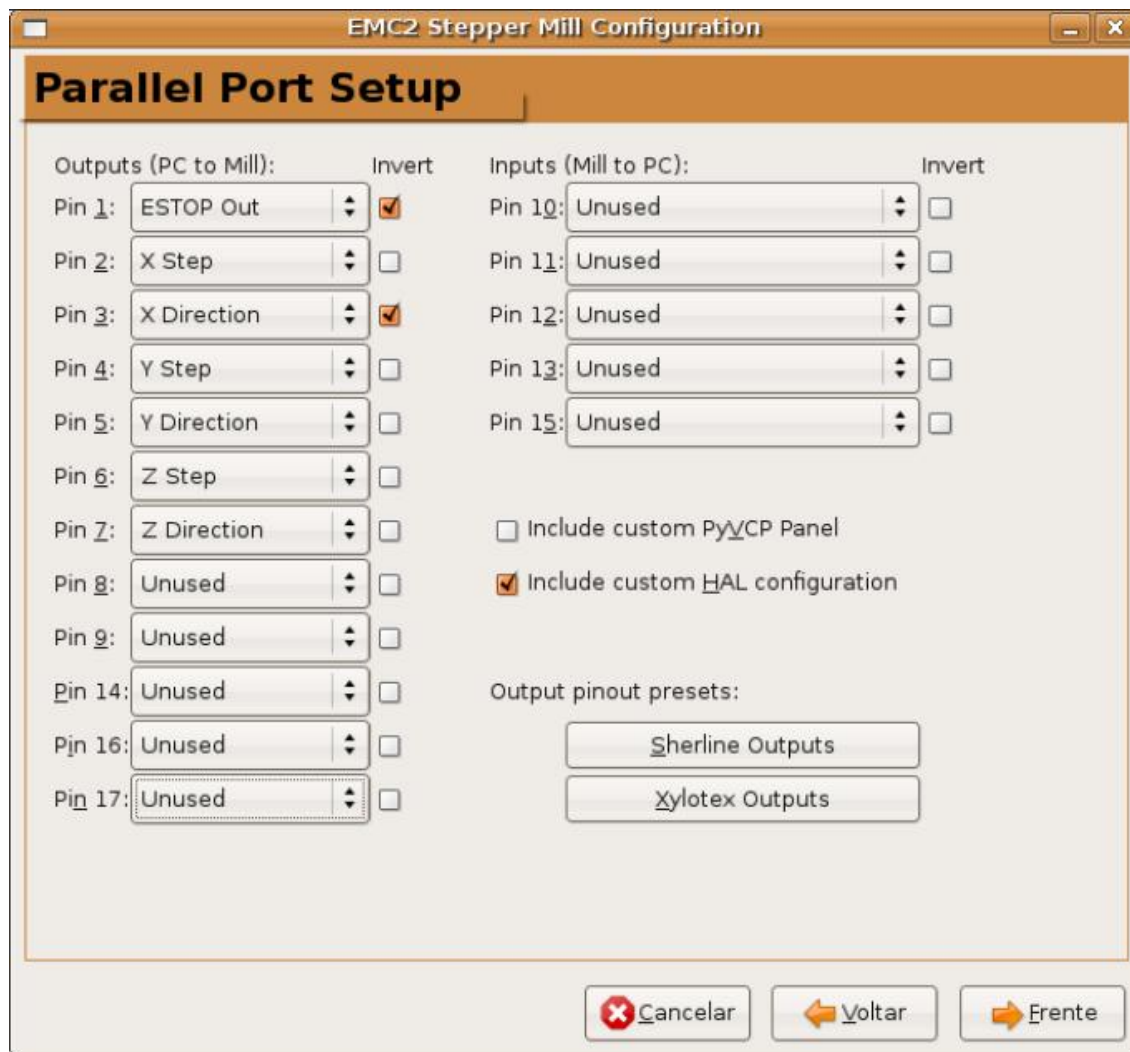 EMC2 Stepper Mill Configuration
Parallel Port Setup
Outputs (PC to Mill): Invert Inputs (Mill to PC): Invert
Pin 1: ESTOP Out Pin 10: Unused
Pin 2: X Step Pin 11: Unused
Pin 3: X Direction Pin 12: Unused
Pin 4: Y Step Pin 13: Unused
Pin 5: Y Direction Pin 15: Unused
Pin 6: Z Step
Pin 7: Z Direction Include custom PyVCP Panel
Pin 8: Unused Include custom HAL configuration
Pin 9: Unused
Pin 14: Unused Output pinout presets:
Pin 16: Unused Sherline Outputs
Pin 17: Unused Xylotex Outputs
Cancelar Voltar Frente